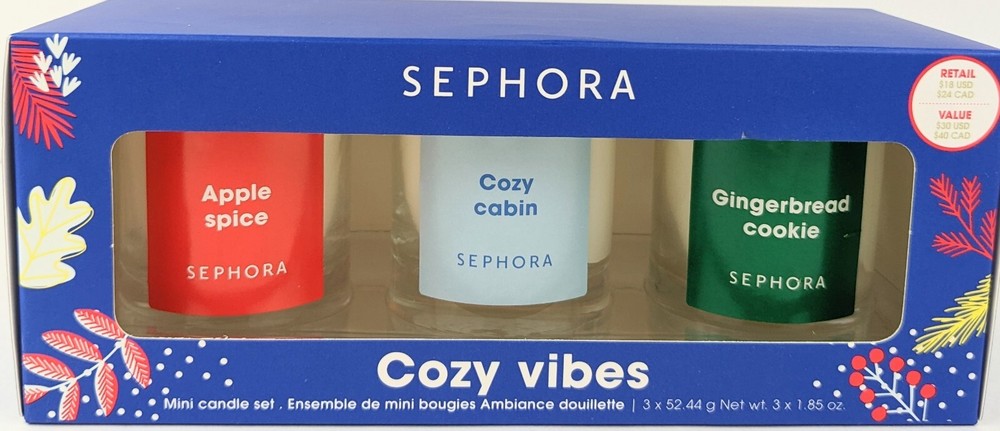 SEPHORA
RETAIL
$18 USD
$24 CAD
VALUE
$30 USD
$40 CAD
Apple
spice
SEPHORA
Cozy
cabin
SEPHORA
Gingerbread
cookie
SEPHORA
Cozy vibes
Mini candle set . Ensemble de mini bougies Ambiance douillette | 3 x 52.44 g Net wt. 3 x 1.85 oz.